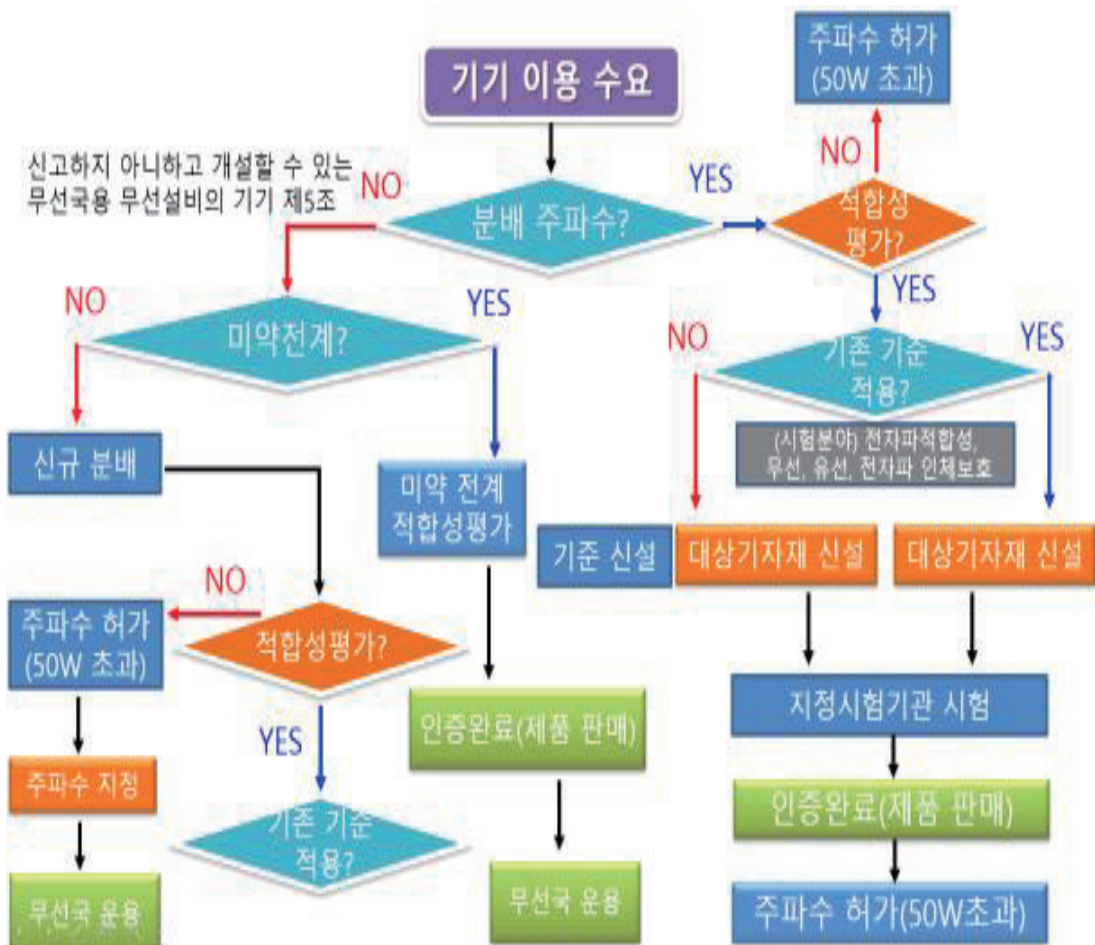 주파수 허가
(50W 초과)
기기 이용 수요
신고하지 아니하고 개설할 수 있는
무선국용 무선설비의 기기 제5조
NO
YES
NO
분배 주파수?
적합성
평가?
NO
YES
YES
NO
YES
미약전계?
기존 기준
적용?
(시험분야) 전자파적합성,
무선, 유선, 전자파 인체보호
신규 분배
미약 전계
적합성평가
기준 신설
대상기자재 신설
대상기자재 신설
NO
주파수 허가
(50W 초과)
적합성평가?
지정시험기관 시험
인증완료(제품 판매)
YES
주파수 지정
인증완료(제품 판매)
기존 기준
적용?
무선국 운용
무선국 운용
주파수 허가(50W초과)